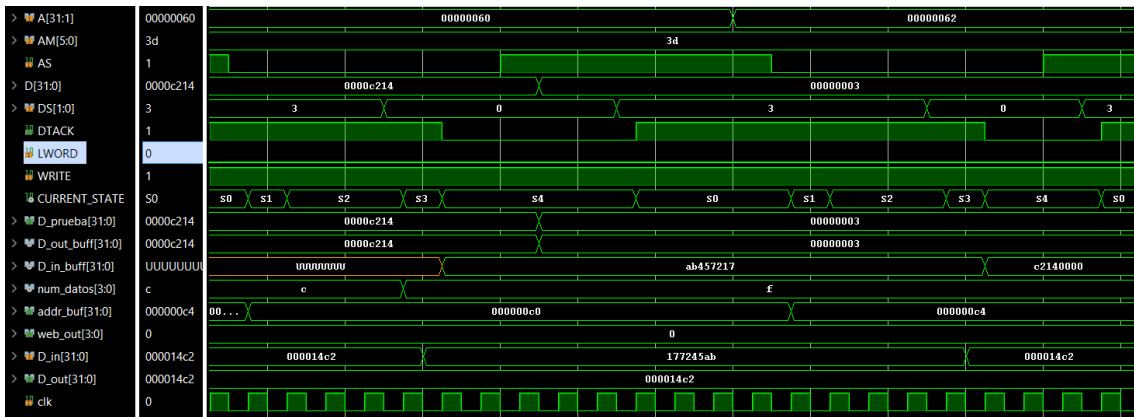 A[31:1] 00000060 00000060 00000062
AM[5:0] 3d 3d
AS 1
D[31:0] 0000c214 0000c214 00000003
DS[1:0] 3 3 0 3 0 3
DTACK 1
LWORD 0
WRITE 1
CURRENT_STATE S0 S0 S1 S2 S3 S4 S0 S1 S2 S3 S4 S0
D_prueba[31:0] 0000c214 0000c214 00000003
D_out_buff[31:0] 0000c214 0000c214 00000003
D_in_buff[31:0] UUUUUUUU UUUUUUUU ab457217 c2140000
num_datos[3:0] c c f
addr_buf[31:0] 000000c4 00... 000000c0 000000c4
web_out[3:0] 0 0
D_in[31:0] 000014c2 000014c2 177245ab 000014c2
D_out[31:0] 000014c2 000014c2
clk 0